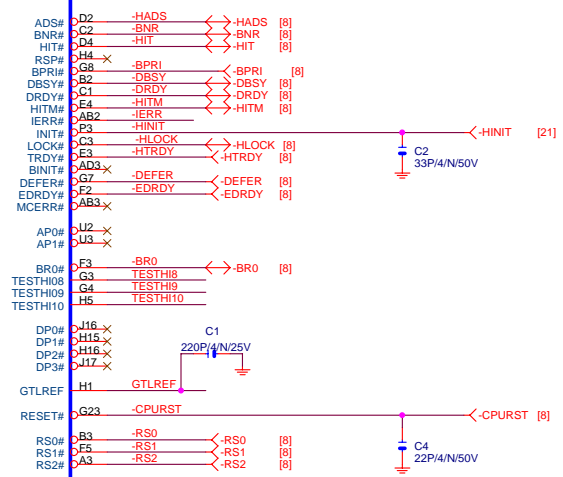 ADS# D2 -HADS -HADS [8]
BNR# C2 -BNR -BNR [8]
HIT# D4 -HIT -HIT [8]
RSP# H4
BPRI# G8 -BPRI -BPRI [8]
DBSY# B2 -DBSY -DBSY [8]
DRDY# C1 -DRDY -DRDY [8]
HITM# E4 -HITM -HITM [8]
IERR# AB2 -IERR
INIT# P3 -HINIT -HINIT [21]
LOCK# C3 -HLOCK -HLOCK [8]
TRDY# E3 -HTRDY -HTRDY [8]
C2
33P/4/N/50V
BINIT# AD3
DEFER# G7 -DEFER -DEFER [8]
EDRDY# F2 -EDRDY -EDRDY [8]
MCERR# AB3
AP0# U2
AP1# U3
BR0# F3 -BR0 -BR0 [8]
TESTHI08 G3 TESTHI8
TESTHI09 G4 TESTHI9
TESTHI10 H5 TESTHI10
DP0# J16
DP1# H15
DP2# H16
DP3# J17
C1
220P/4/N/25V
GTLREF H1 GTLREF
RESET# G23 -CPURST -CPURST [8]
RS0# B3 -RS0 -RS0 [8]
RS1# F5 -RS1 -RS1 [8]
RS2# A3 -RS2 -RS2 [8]
C4
22P/4/N/50V